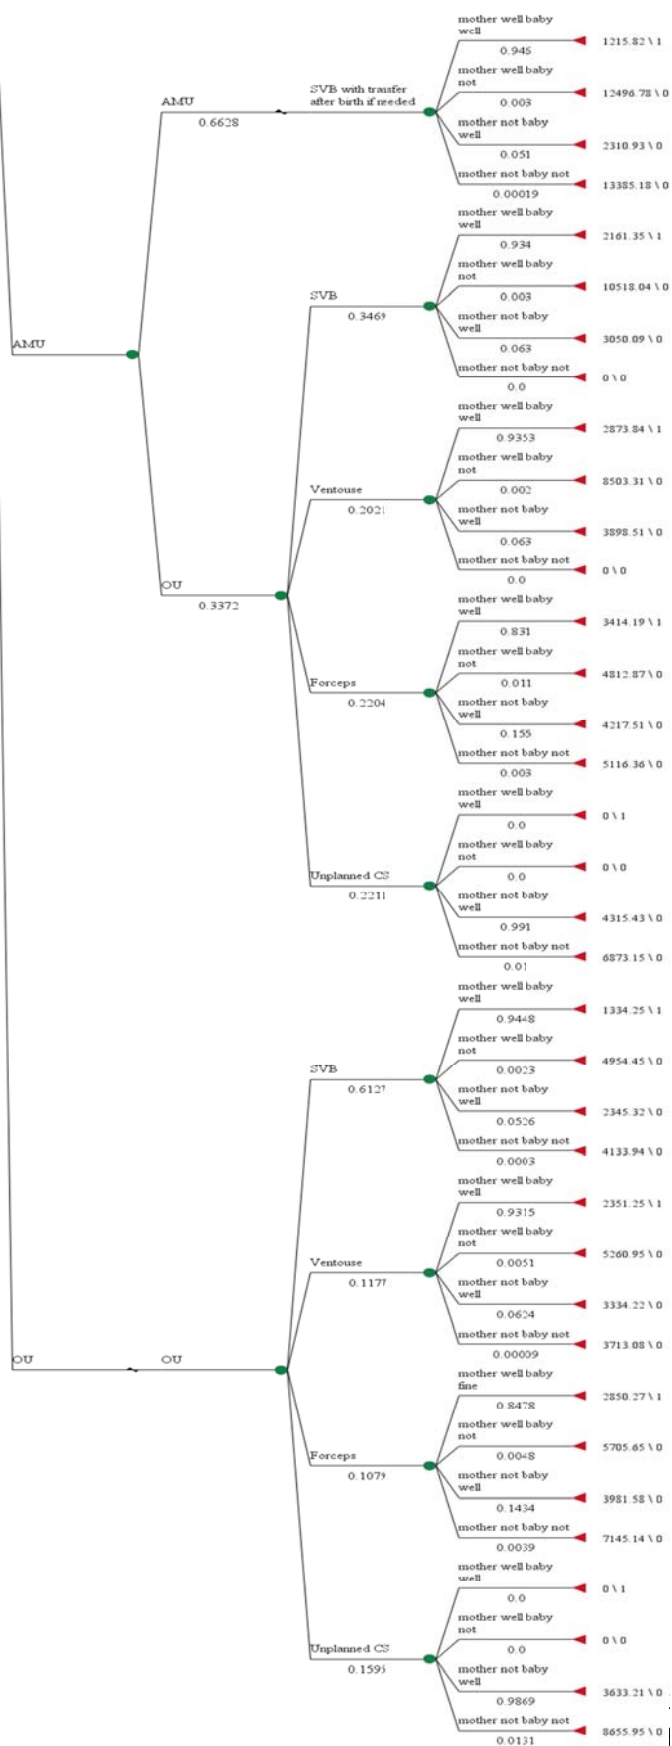 mother well baby
well
0.945
1215.82 \ 1
mother well baby
not
0.003
12496.78 \ 0
AMU
0.6628
SVB with transfer
after birth if needed
mother not baby
well
0.051
2310.93 \ 0
mother not baby not
0.00019
13385.18 \ 0
mother well baby
well
0.934
2161.35 \ 1
mother well baby
not
0.003
10518.04 \ 0
SVB
0.3469
mother not baby
well
0.063
3050.09 \ 0
AMU
mother not baby not
0.0
0 \ 0
mother well baby
well
0.9353
2873.84 \ 1
mother well baby
not
0.002
8503.31 \ 0
Ventouse
0.2021
mother not baby
well
0.063
3898.51 \ 0
mother not baby not
0.0
0 \ 0
OU
0.3372
mother well baby
well
0.831
3414.19 \ 1
mother well baby
not
0.011
4812.87 \ 0
Forceps
0.2204
mother not baby
well
0.155
4217.51 \ 0
mother not baby not
0.003
5116.36 \ 0
mother well baby
well
0.0
0 \ 1
mother well baby
not
0.0
0 \ 0
Unplanned CS
0.2211
mother not baby
well
0.991
4315.43 \ 0
mother not baby not
0.01
6873.15 \ 0
mother well baby
well
0.9448
1334.25 \ 1
mother well baby
not
0.0023
4954.45 \ 0
SVB
0.6127
mother not baby
well
0.0526
2345.32 \ 0
mother not baby not
0.0003
4133.94 \ 0
mother well baby
well
0.9315
2351.25 \ 1
mother well baby
not
0.0051
5260.95 \ 0
Ventouse
0.1177
mother not baby
well
0.0634
3334.22 \ 0
mother not baby not
0.00009
3713.08 \ 0
OU
OU
mother well baby
fine
0.8478
2850.27 \ 1
mother well baby
not
0.0048
5705.65 \ 0
Forceps
0.1079
mother not baby
well
0.1434
3981.58 \ 0
mother not baby not
0.0039
7145.14 \ 0
mother well baby
well
0.0
0 \ 1
mother well baby
not
0.0
0 \ 0
Unplanned CS
0.1595
mother not baby
well
0.9869
3633.21 \ 0
mother not baby not
0.0131
8655.95 \ 0